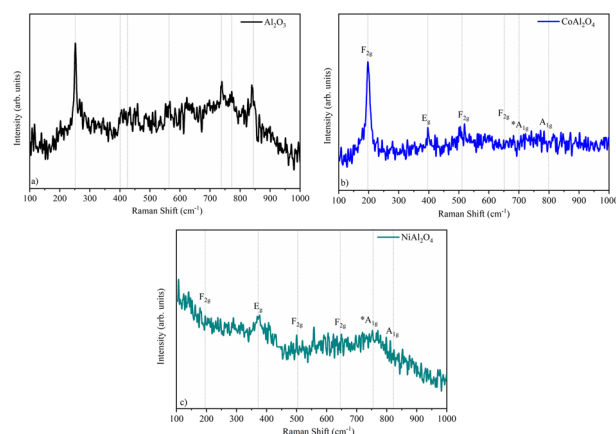 Al₂O₃
Intensity (arb. units)
a)
100 200 300 400 500 600 700 800 900 1000
Raman Shift (cm⁻¹)
CoAl₂O₄
F₂g
E_g
F₂g
F₂g
*A₁g
A₁g
Intensity (arb. units)
b)
100 200 300 400 500 600 700 800 900 1000
Raman Shift (cm⁻¹)
NiAl₂O₄
F₂g
E_g
F₂g
F₂g
*A₁g
A₁g
Intensity (arb. units)
c)
100 200 300 400 500 600 700 800 900 1000
Raman Shift (cm⁻¹)